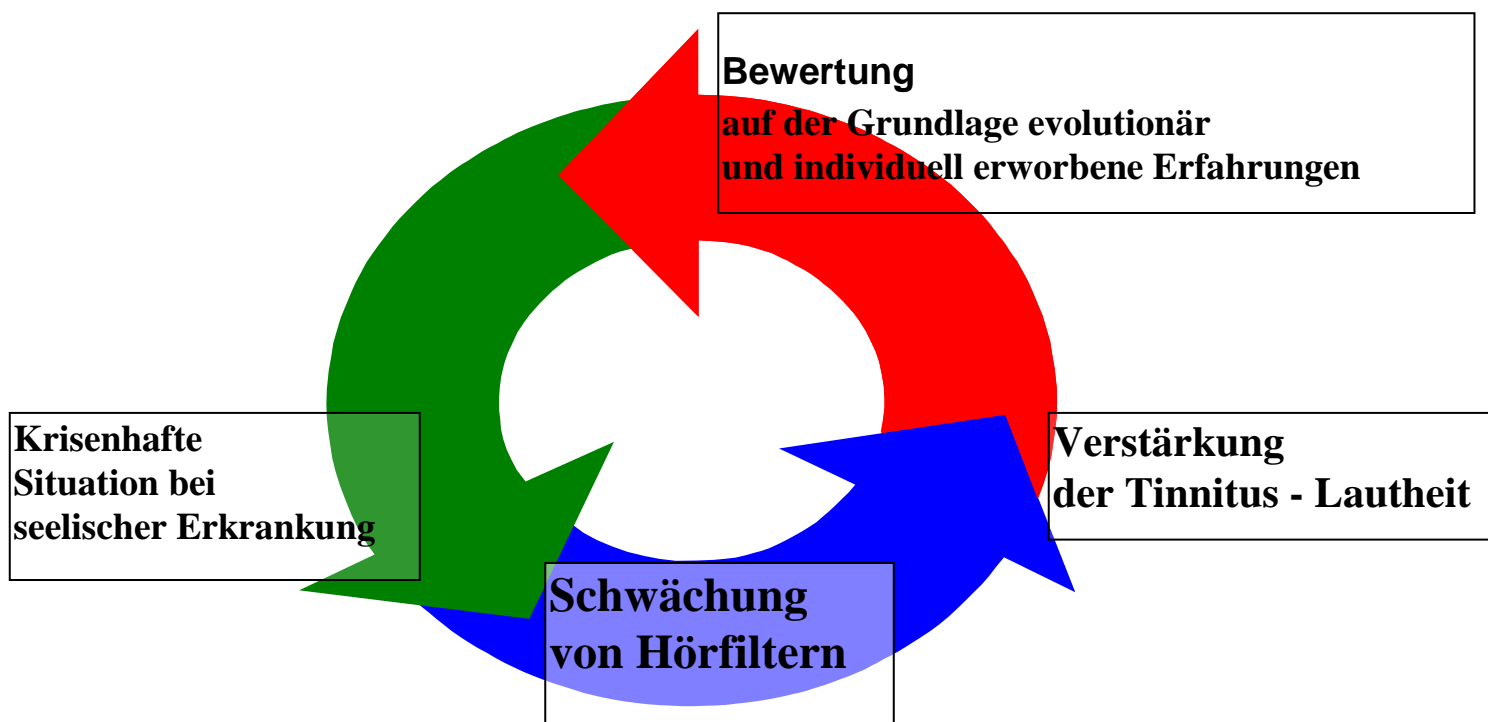 Bewertung
auf der Grundlage evolutionär
und individuell erworbene Erfahrungen
Krisenhafte
Situation bei
seelischer Erkrankung
Verstärkung
der Tinnitus - Lautheit
Schwächung
von Hörfiltern